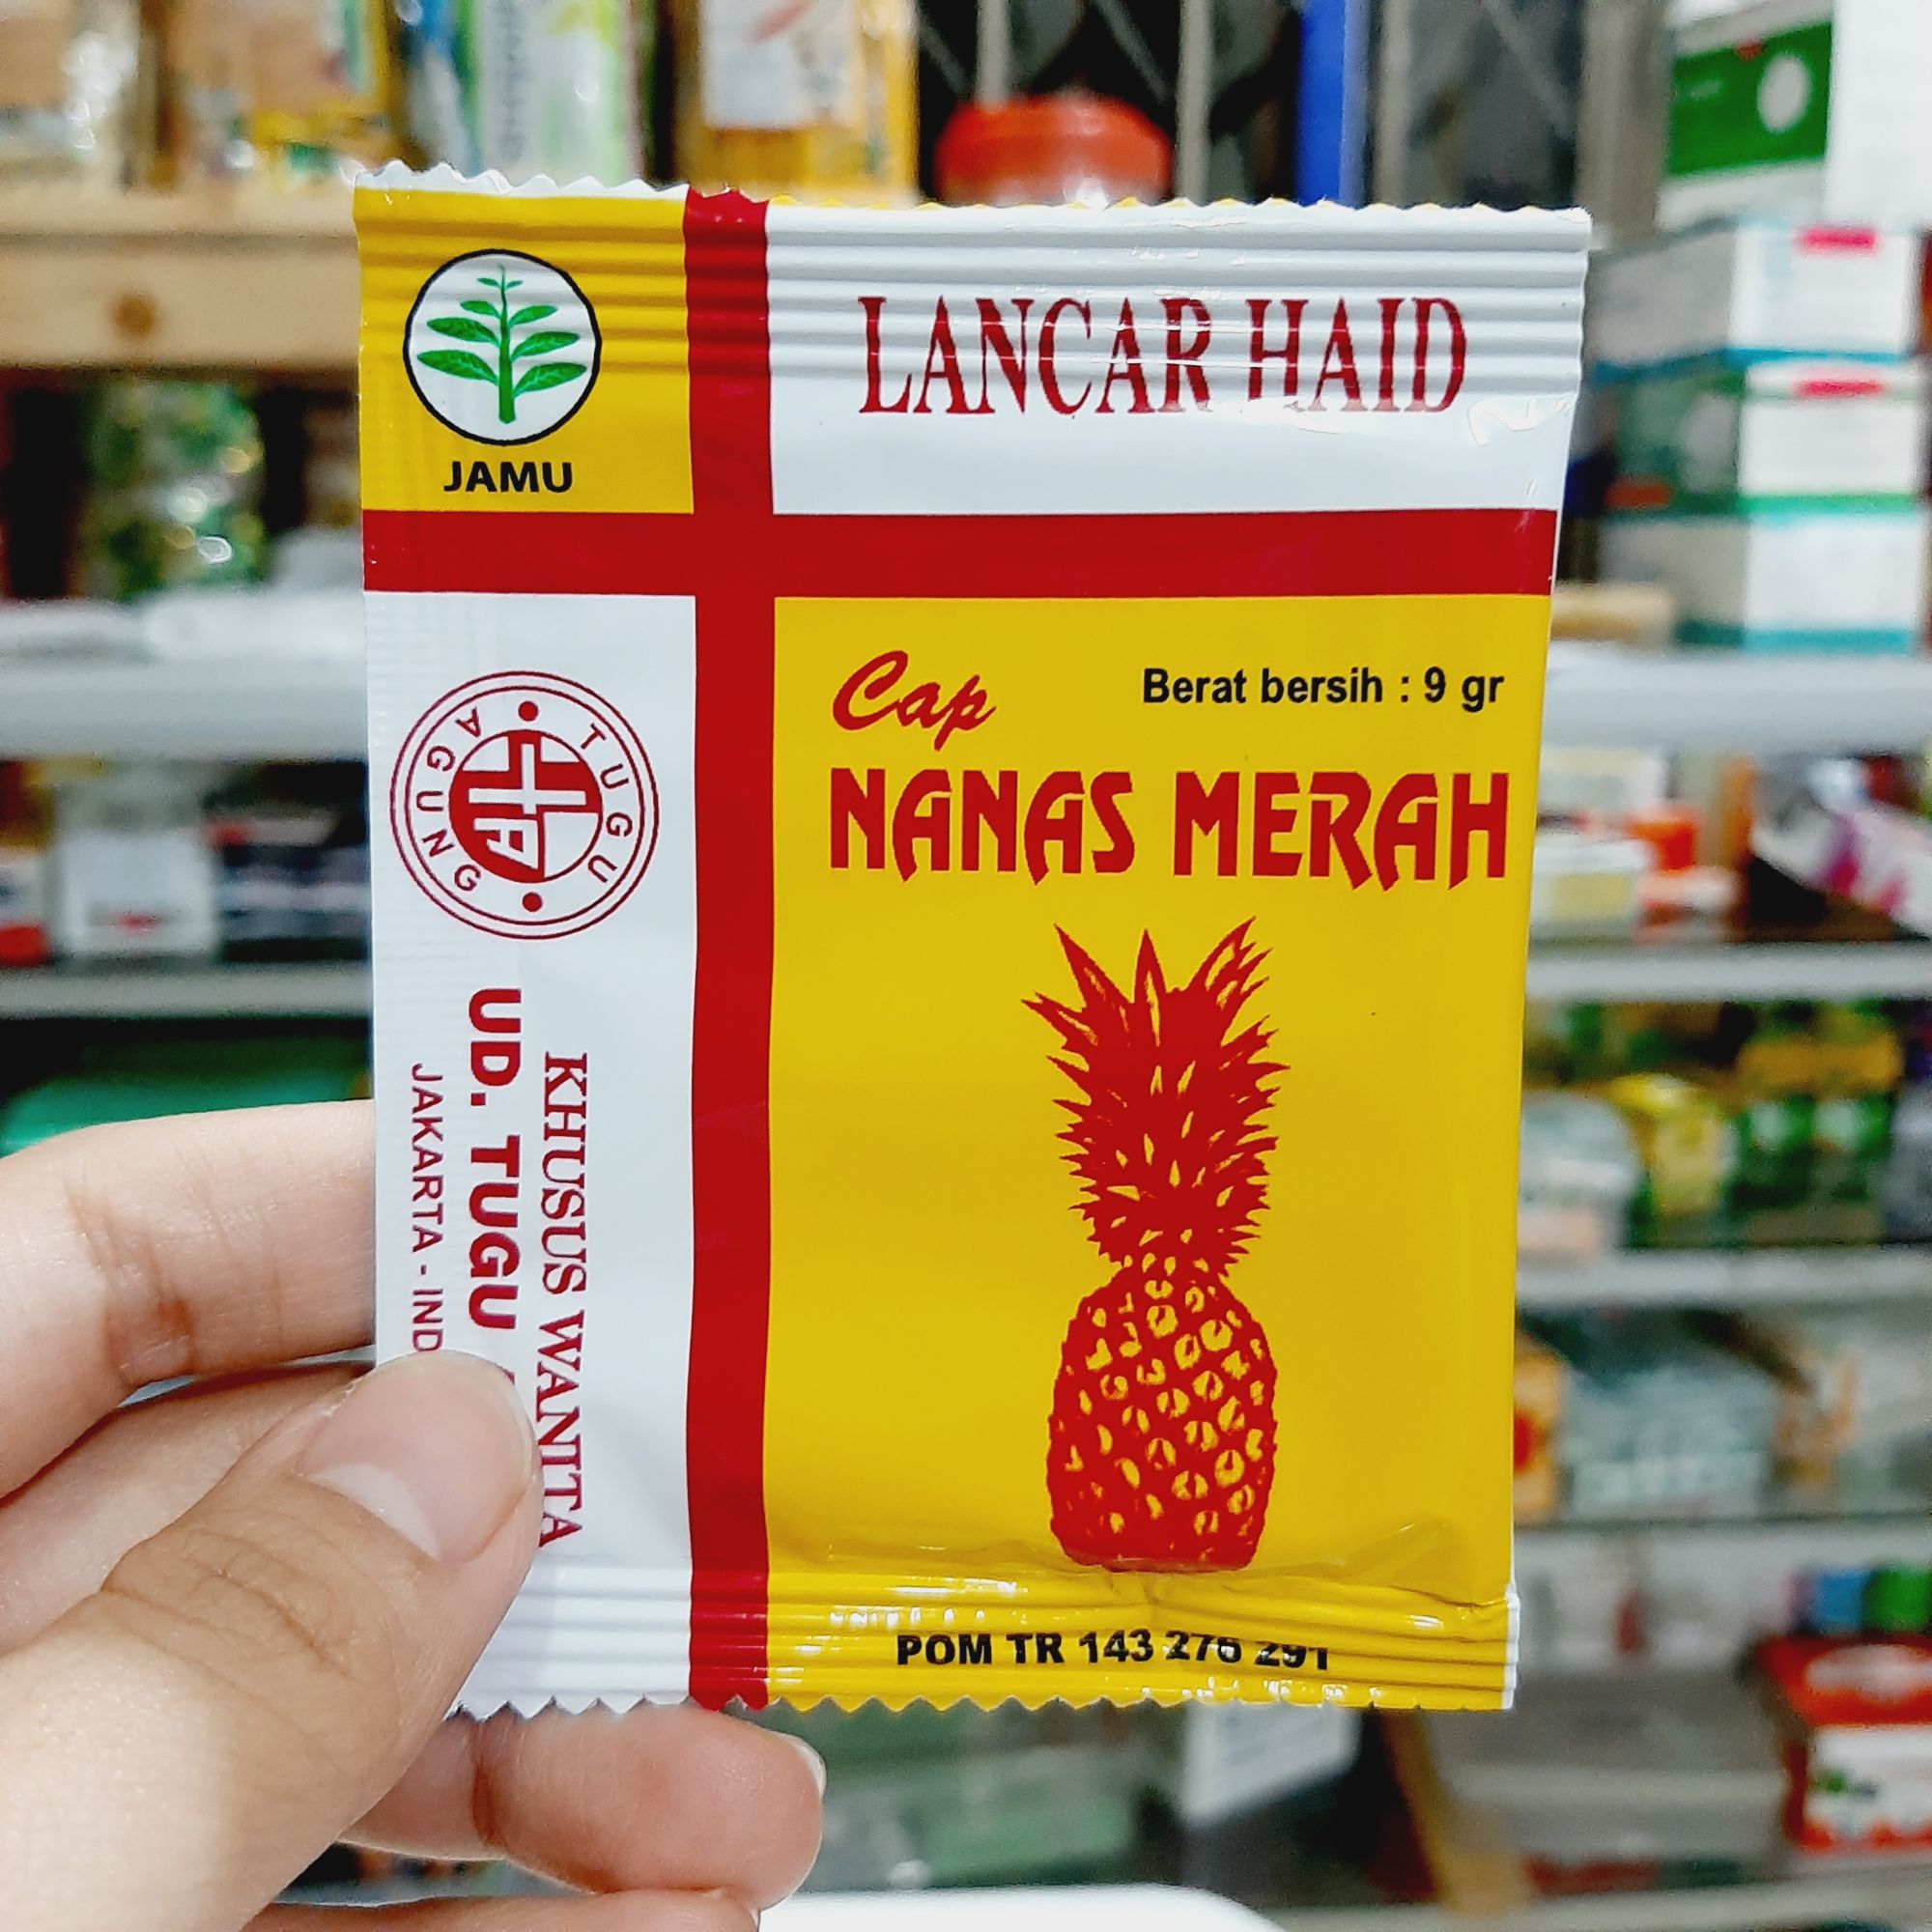 JAMU
LANCAR HAID
TUGU
AGUNG
Cap
Berat bersih : 9 gr
NANAS MERAH
KHUSUS WANITA
UD. TUGU
JAKARTA -
POM TR 143 276 291